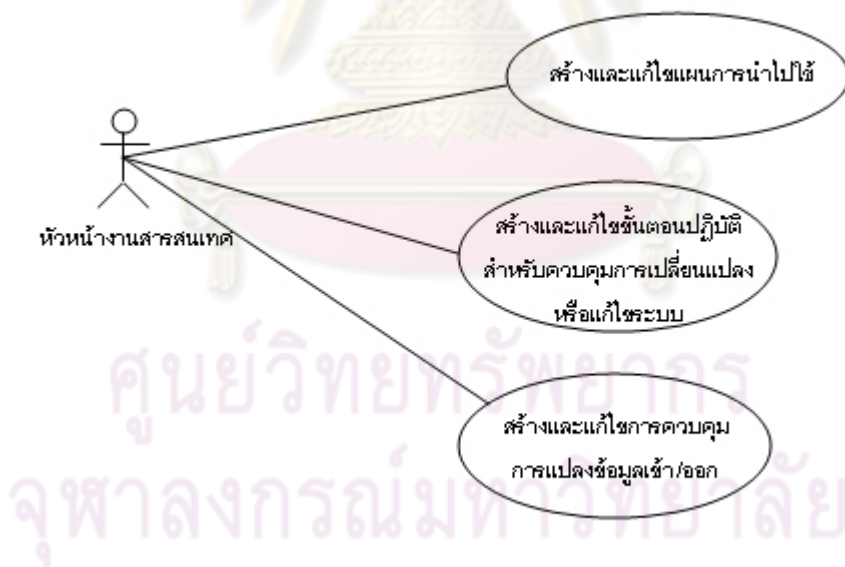 สร้างและแก้ไขแผนการนำไปใช้
หัวหน้างานสารสนเทศ
สร้างและแก้ไขขั้นตอนปฏิบัติ
สำหรับควบคุมการเปลี่ยนแปลง
หรือแก้ไขระบบ
สร้างและแก้ไขการควบคุม
การแปลงข้อมูลเข้า/ออก
ศูนย์วิทยทรัพยากร
จุฬาลงกรณ์มหาวิทยาลัย